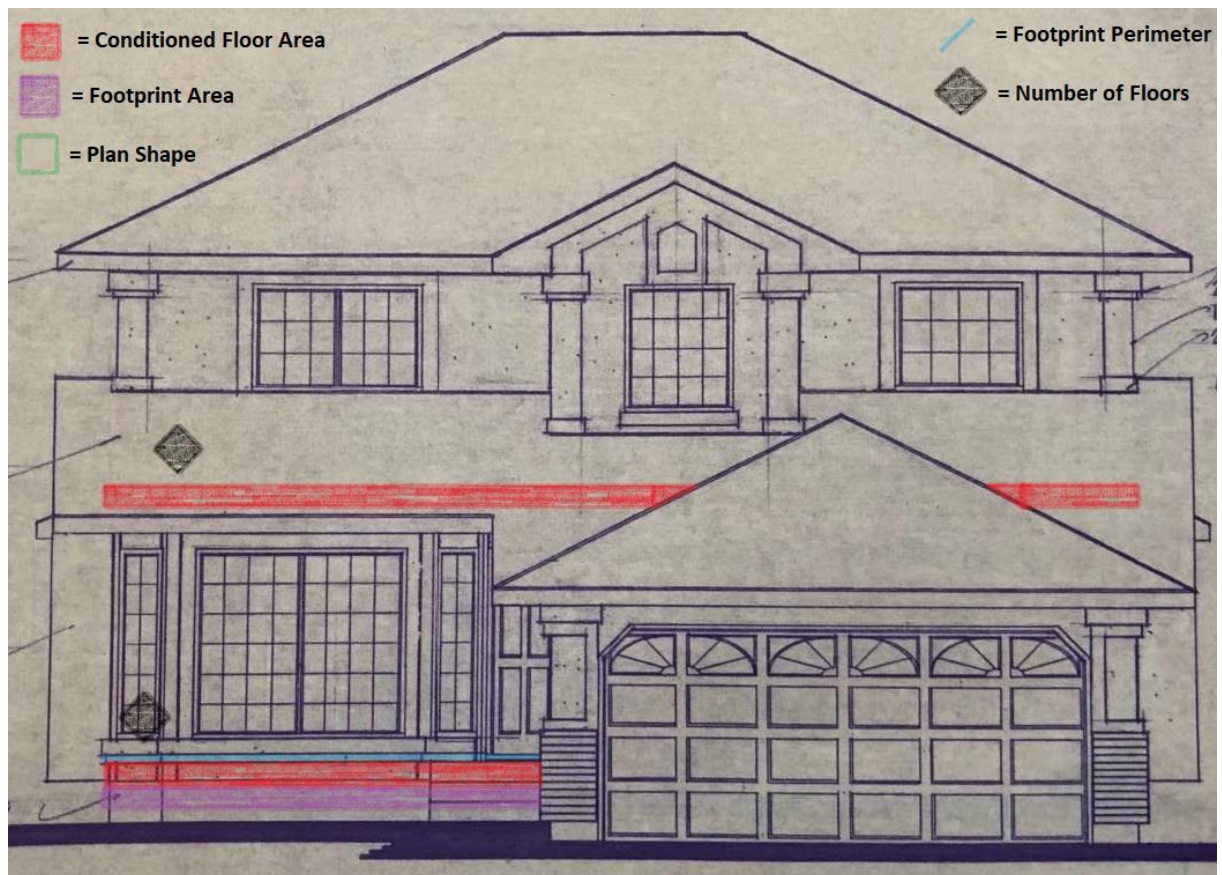 = Conditioned Floor Area
= Footprint Area
= Plan Shape
= Footprint Perimeter
= Number of Floors